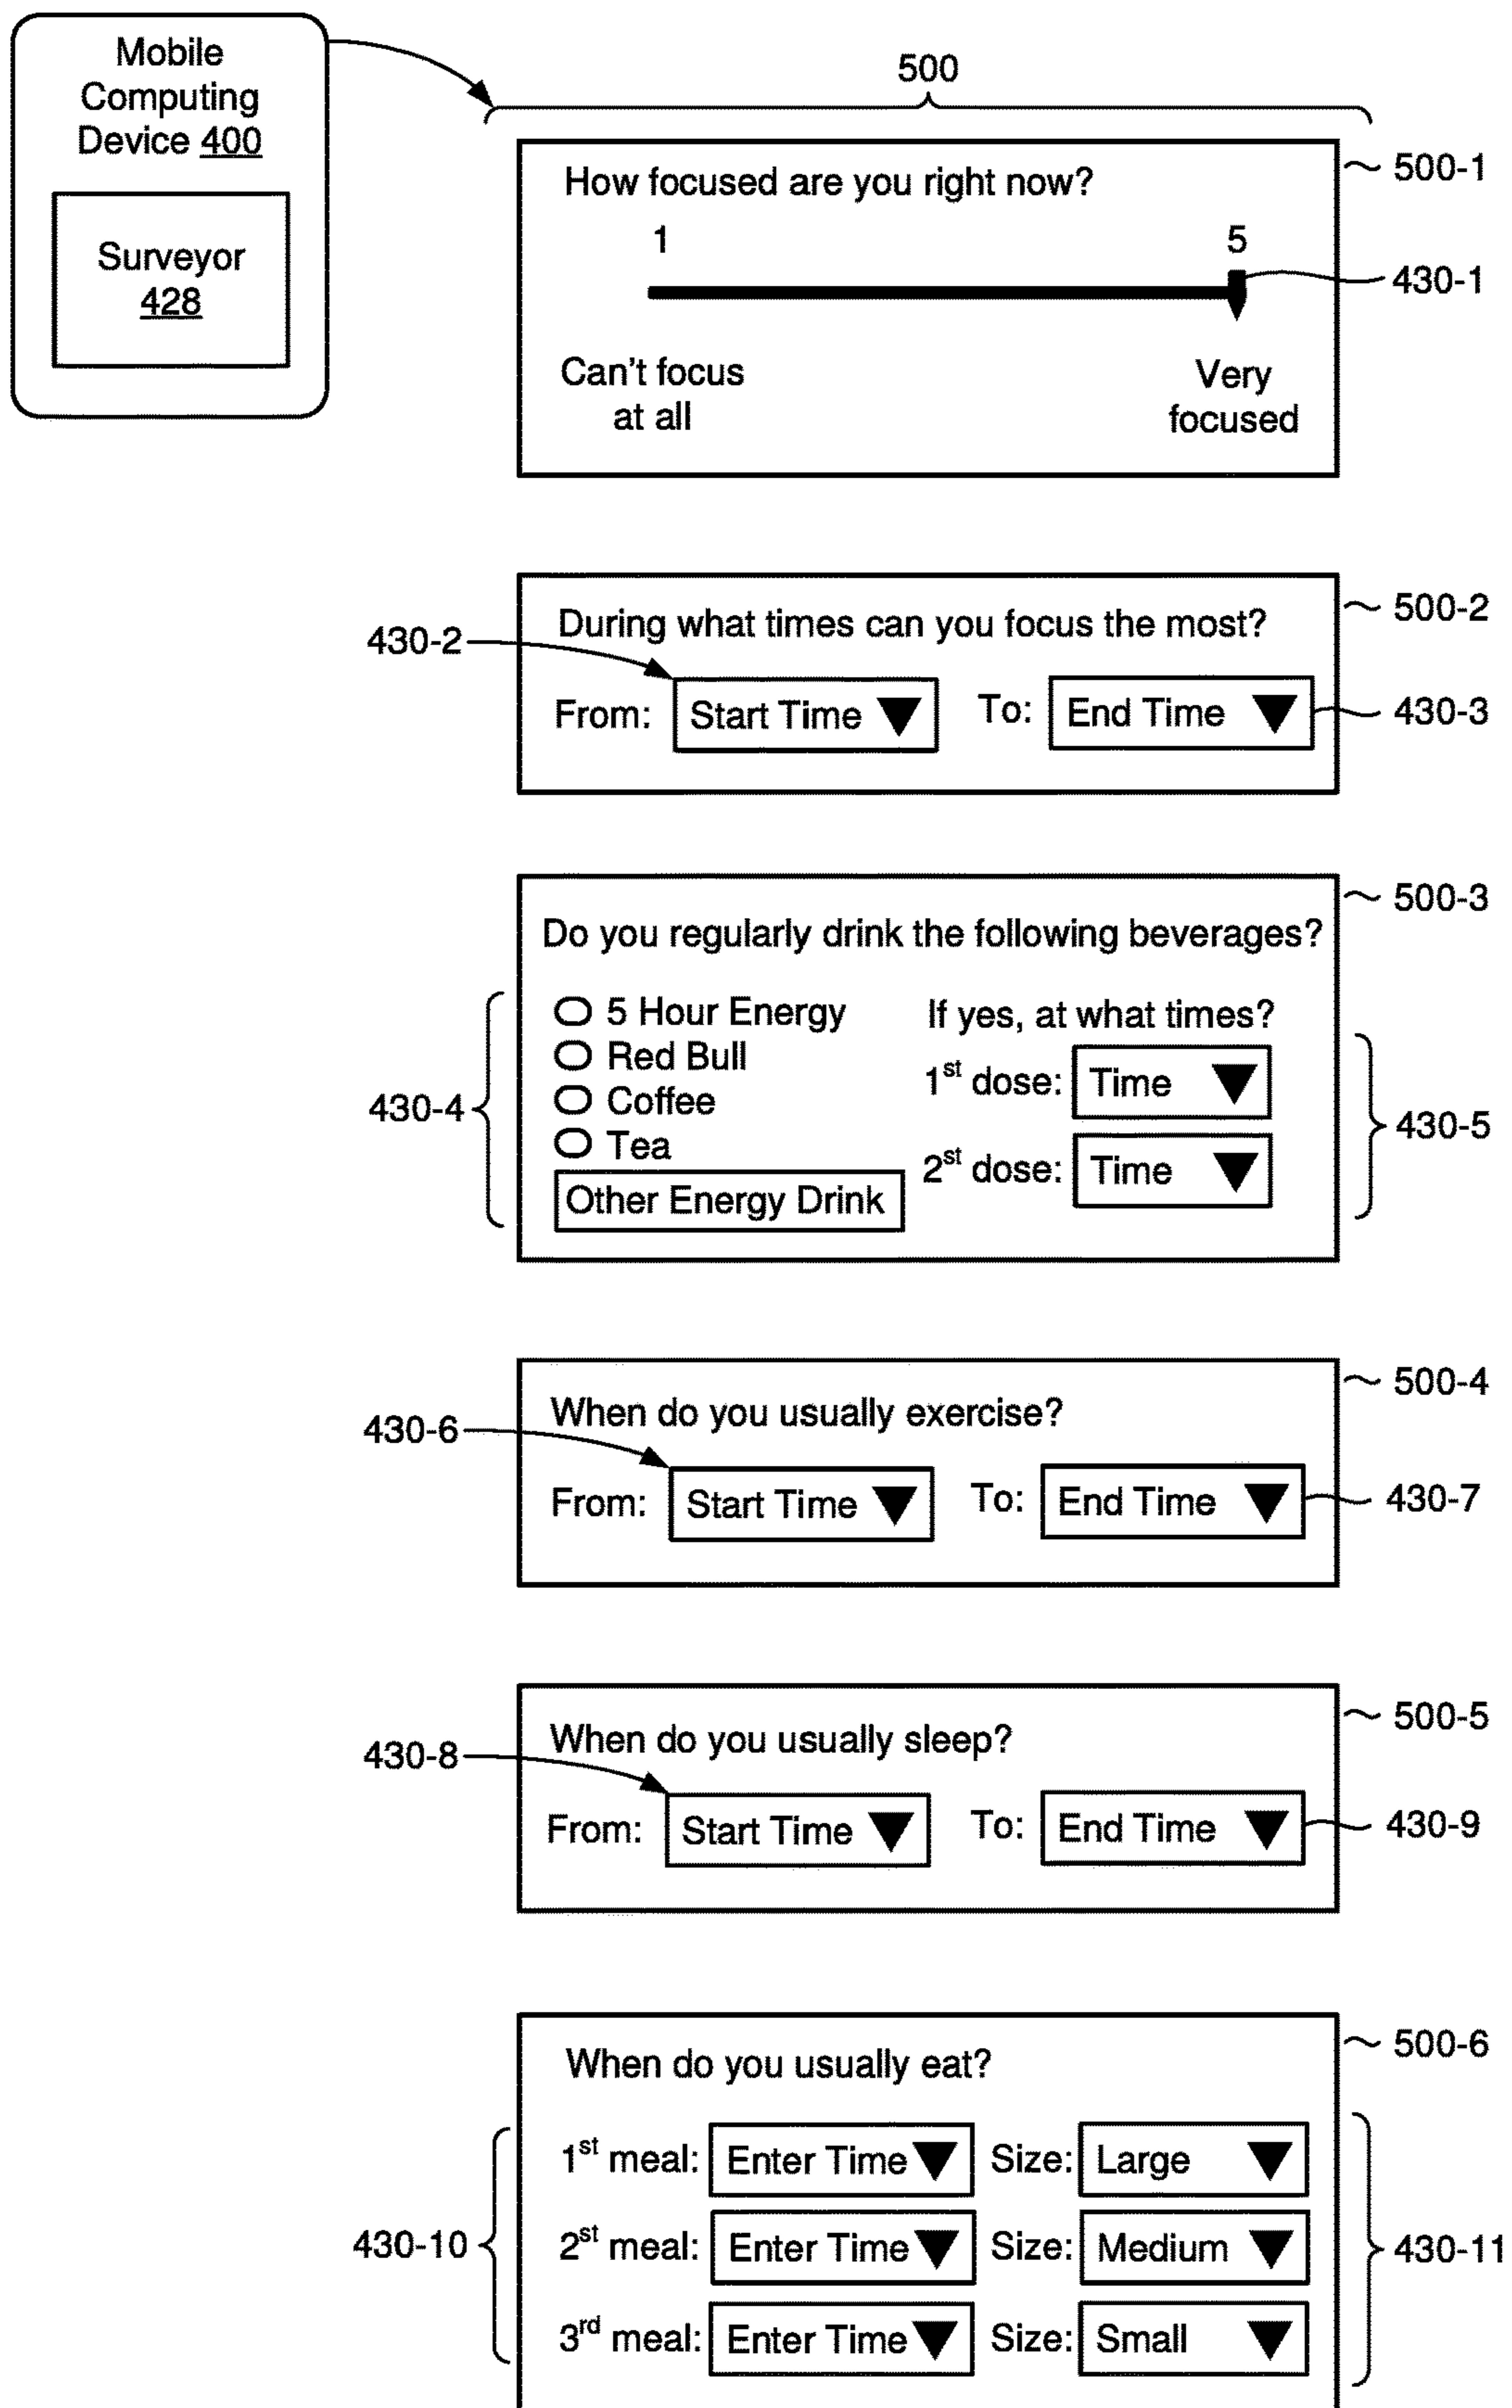 Mobile
Computing
Device 400
Surveyor
428
500
500-1
How focused are you right now?
1 5
430-1
Can't focus
at all
Very
focused
500-2
During what times can you focus the most?
430-2
From: Start Time To: End Time
430-3
500-3
Do you regularly drink the following beverages?
430-4
5 Hour Energy
Red Bull
Coffee
Tea
Other Energy Drink
If yes, at what times?
1st dose: Time
2st dose: Time
430-5
500-4
When do you usually exercise?
430-6
From: Start Time To: End Time
430-7
500-5
When do you usually sleep?
430-8
From: Start Time To: End Time
430-9
500-6
When do you usually eat?
1st meal: Enter Time Size: Large
430-10
2st meal: Enter Time Size: Medium
430-11
3rd meal: Enter Time Size: Small